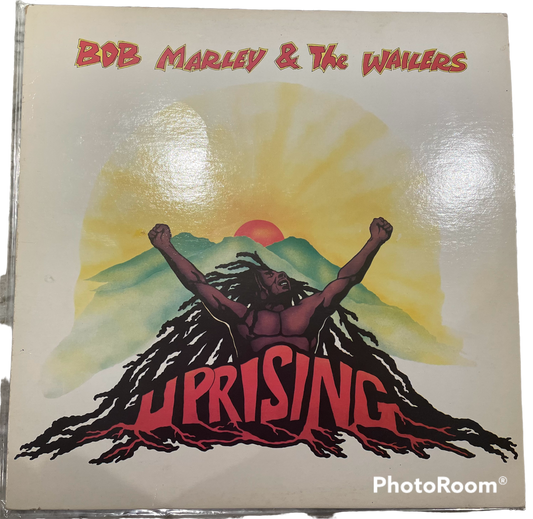 BOB MARLEY & The WAILERS
UPRISING
PhotoRoom®